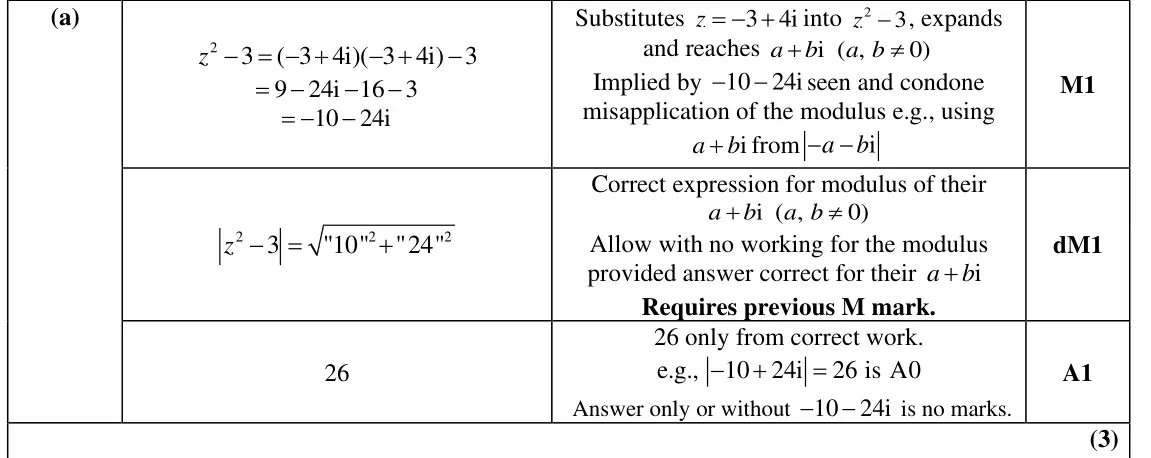 (a)
z² − 3 = (−3 + 4i)(−3 + 4i) − 3
= 9 − 24i − 16 − 3
= −10 − 24i
Substitutes z = −3 + 4i into z² − 3, expands
and reaches a + bi (a, b ≠ 0)
Implied by −10 − 24i seen and condone
misapplication of the modulus e.g., using
a + bi from |−a − bi|
M1
|z² − 3| = √("10"² + "24"²)
Correct expression for modulus of their
a + bi (a, b ≠ 0)
Allow with no working for the modulus
provided answer correct for their a + bi
Requires previous M mark.
dM1
26
26 only from correct work.
e.g., |−10 + 24i| = 26 is A0
Answer only or without −10 − 24i is no marks.
A1
(3)